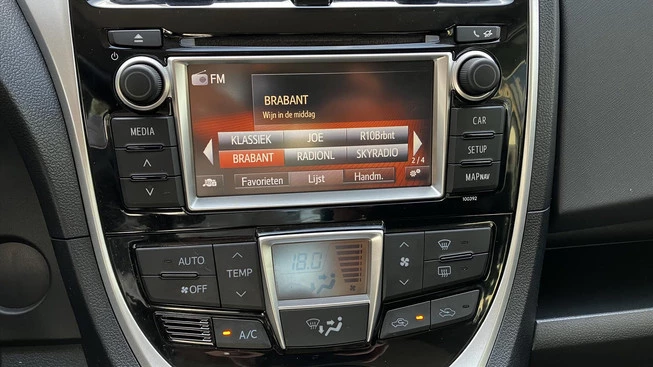 FM
BRABANT
Wijn in de middag
KLASSIEK JOE R10Brbnt
BRABANT RADIONL SKYRADIO
2/4
Favorieten Lijst Handm.
MEDIA
CAR
SETUP
MAP NAV
100392
AUTO
OFF
TEMP
18.0
A/C